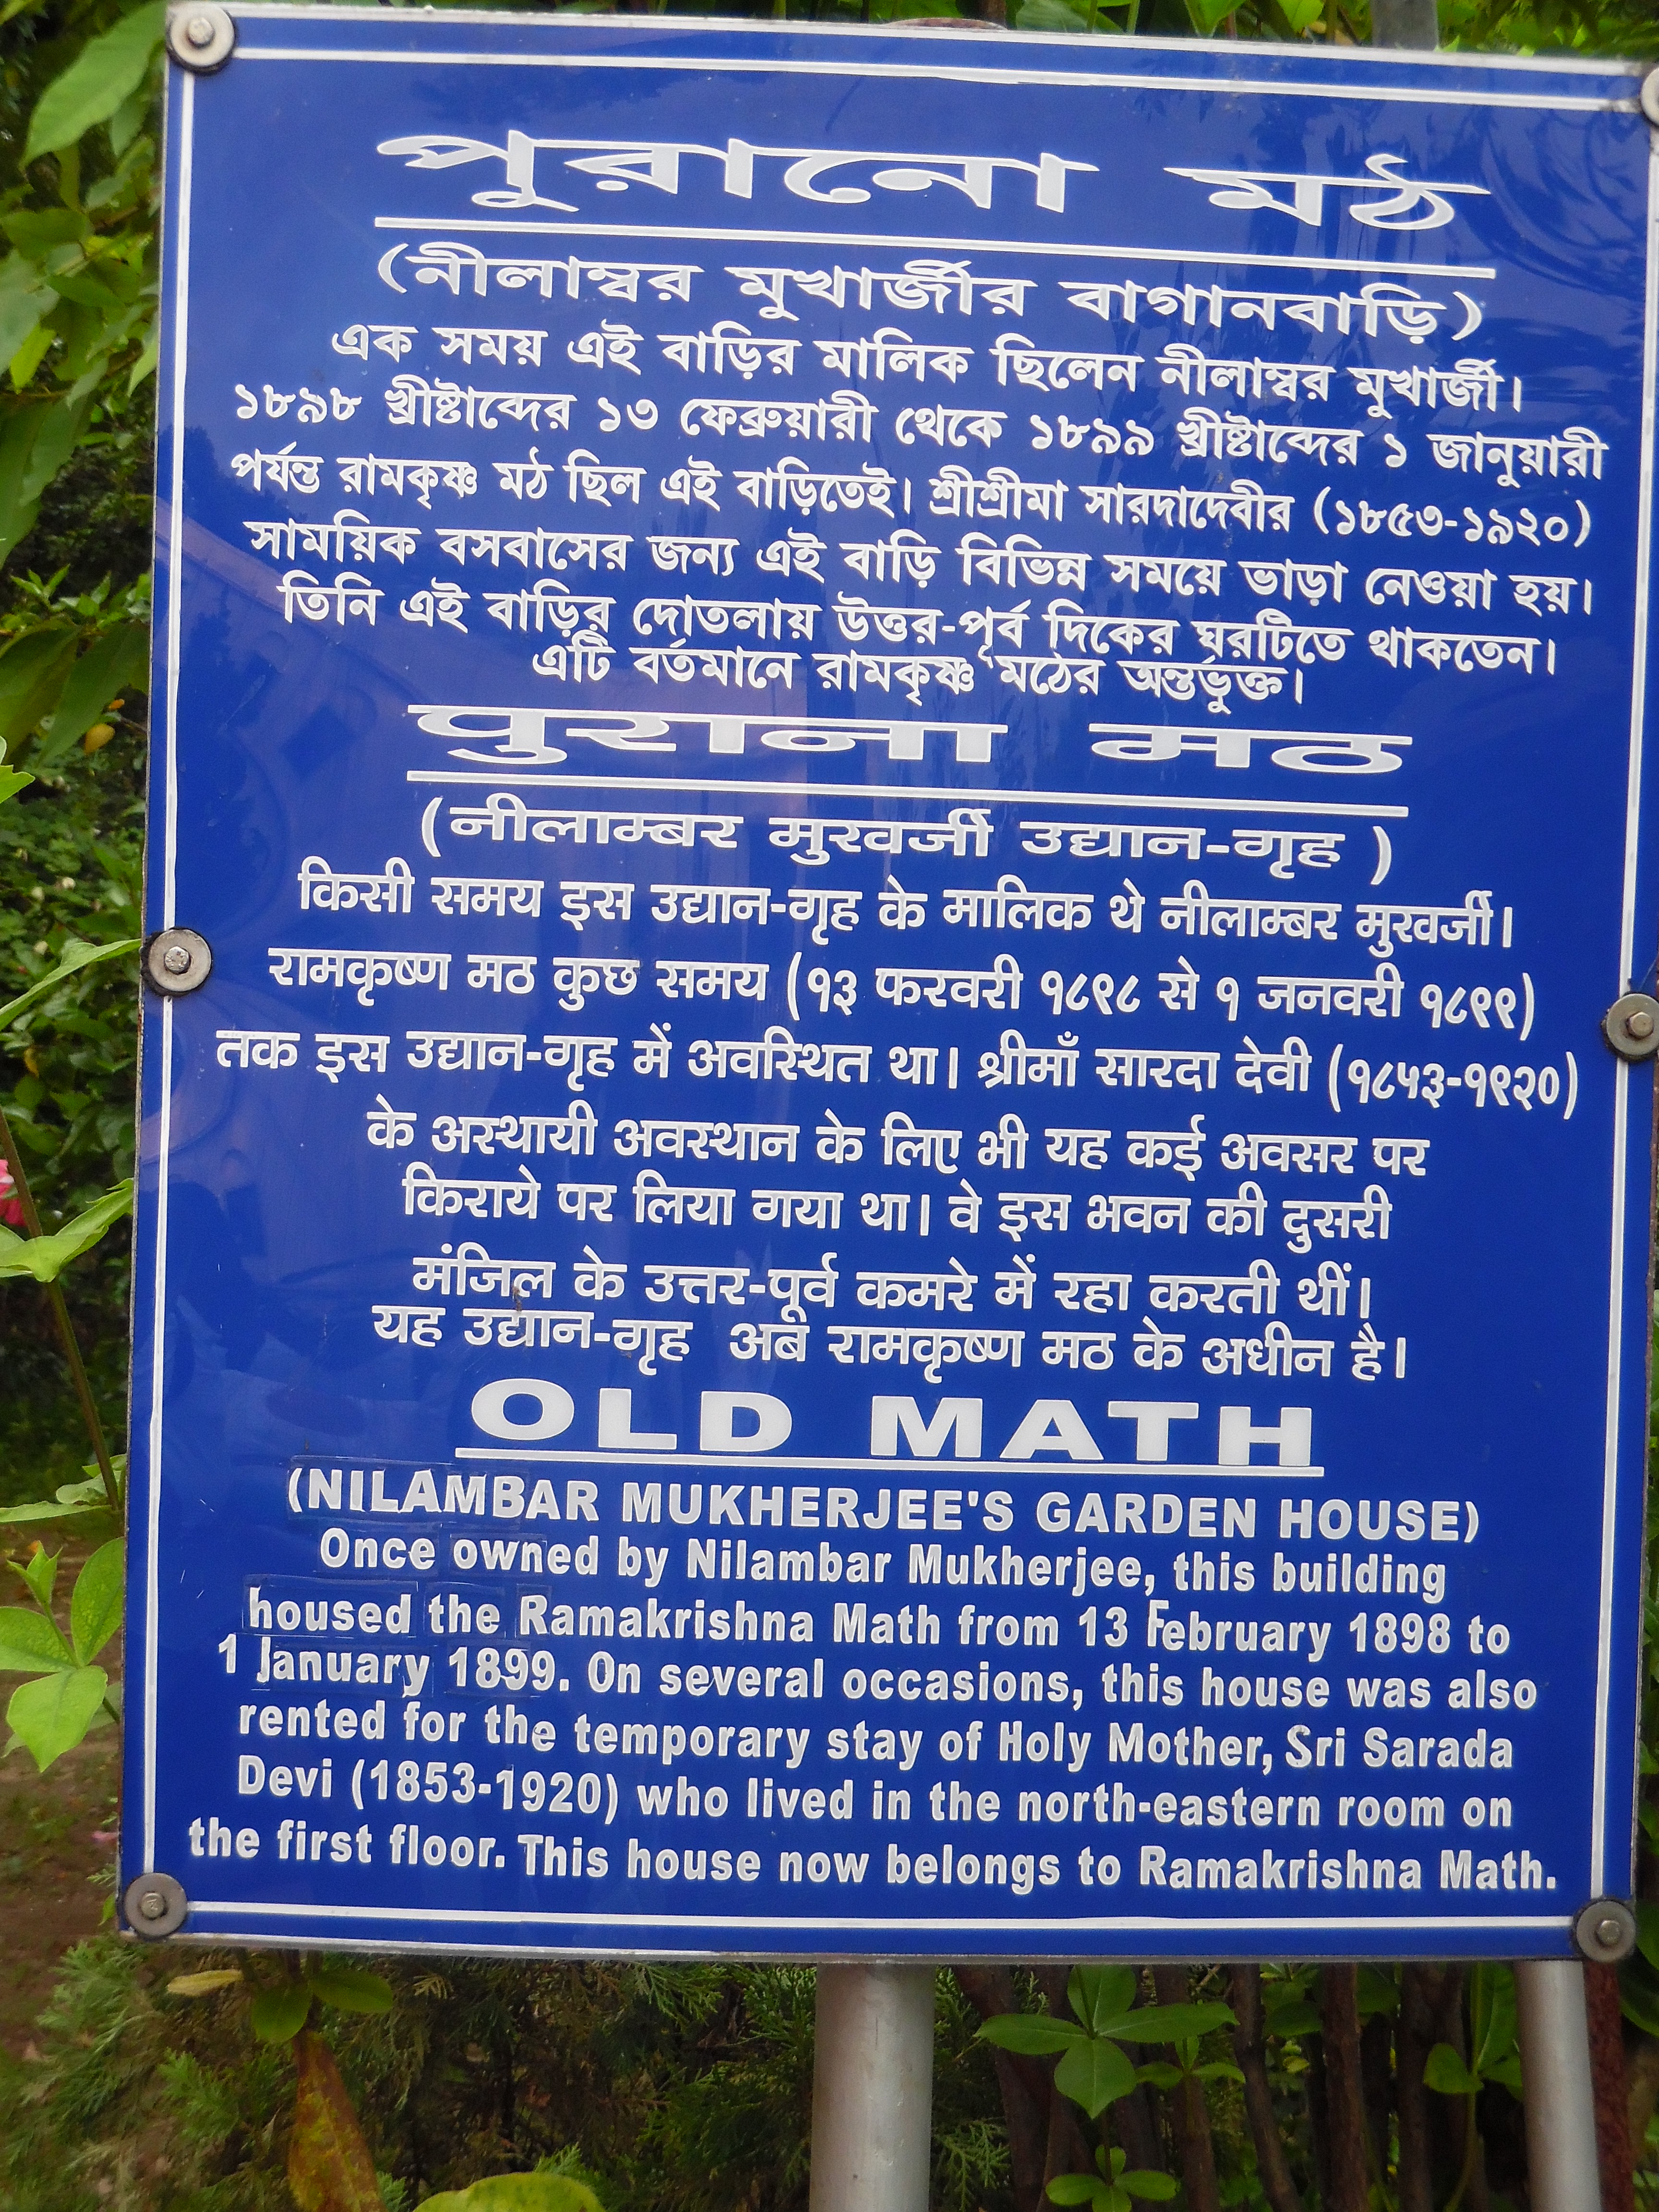 পুরানো মঠ
(নীলাম্বর মুখার্জীর বাগানবাড়ি)
এক সময় এই বাড়ির মালিক ছিলেন নীলাম্বর মুখার্জী।
১৮৯৮ খ্রীষ্টাব্দের ১৩ ফেব্রুয়ারী থেকে ১৮৯৯ খ্রীষ্টাব্দের ১ জানুয়ারী
পর্যন্ত রামকৃষ্ণ মঠ ছিল এই বাড়িতেই। শ্রীশ্রীমা সারদাদেবীর (১৮৫৩-১৯২০)
সাময়িক বসবাসের জন্য এই বাড়ি বিভিন্ন সময়ে ভাড়া নেওয়া হয়।
তিনি এই বাড়ির দোতলায় উত্তর-পূর্ব দিকের ঘরটিতে থাকতেন।
এটি বর্তমানে রামকৃষ্ণ মঠের অর্ন্তভুক্ত।
पुराना मठ
(नीलाम्बर मुखर्जी उद्यान-गृह )
किसी समय इस उद्यान-गृह के मालिक थे नीलाम्बर मुखर्जी।
रामकृष्ण मठ कुछ समय (१३ फरवरी १८९८ से १ जनवरी १८९९)
तक इस उद्यान-गृह में अवस्थित था। श्रीमाँ सारदा देवी (१८५३-१९२०)
के अस्थायी अवस्थान के लिए भी यह कई अवसर पर
किराये पर लिया गया था। वे इस भवन की दुसरी
मंजिल के उत्तर-पूर्व कमरे में रहा करती थीं।
यह उद्यान-गृह अब रामकृष्ण मठ के अधीन है।
OLD MATH
(NILAMBAR MUKHERJEE'S GARDEN HOUSE)
Once owned by Nilambar Mukherjee, this building
housed the Ramakrishna Math from 13 February 1898 to
1 January 1899. On several occasions, this house was also
rented for the temporary stay of Holy Mother, Sri Sarada
Devi (1853-1920) who lived in the north-eastern room on
the first floor. This house now belongs to Ramakrishna Math.